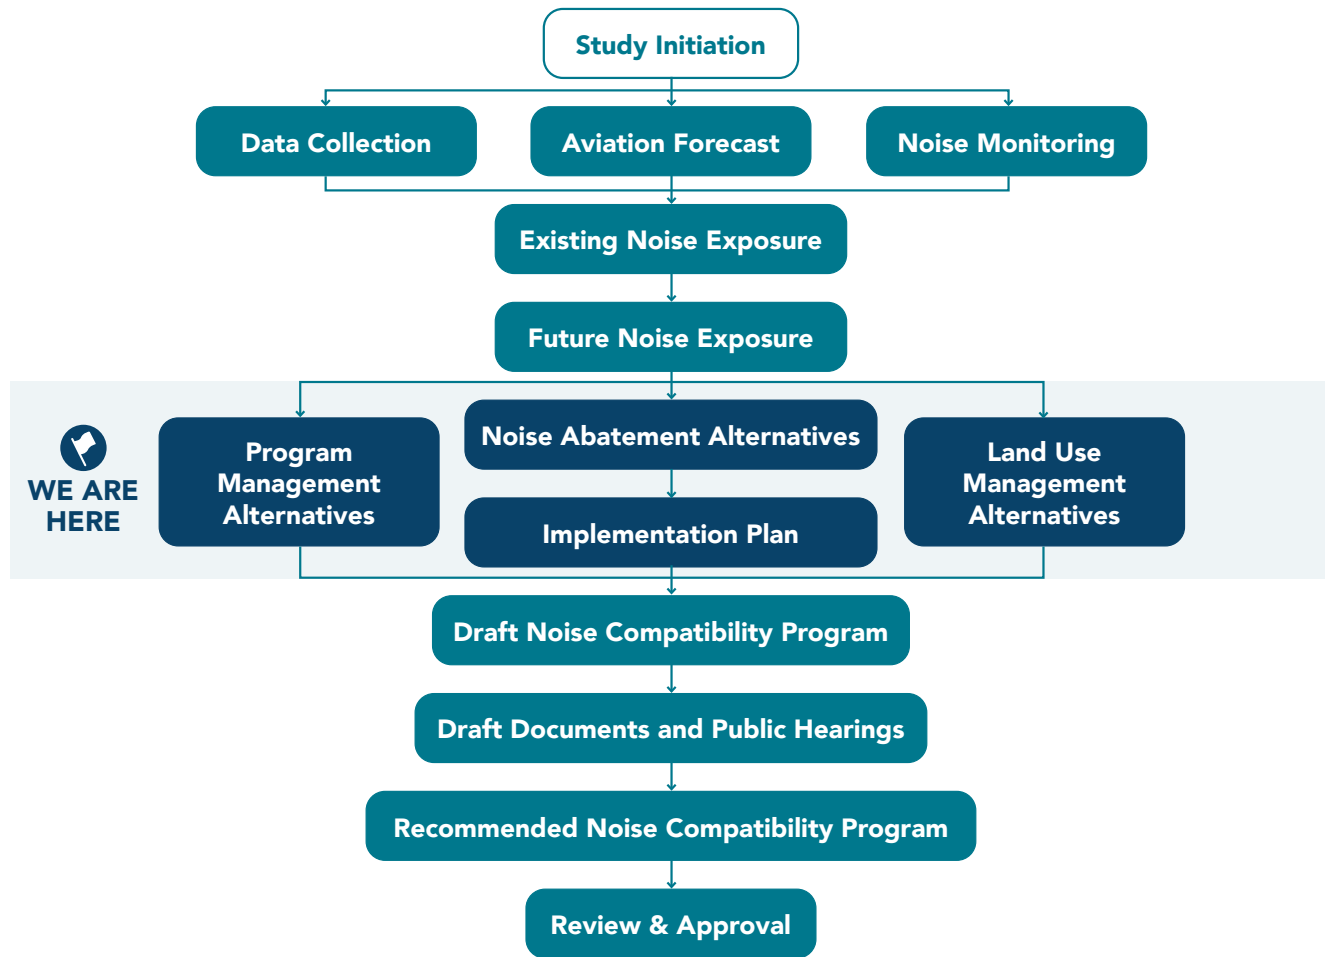 Study Initiation
Data Collection
Aviation Forecast
Noise Monitoring
Existing Noise Exposure
Future Noise Exposure
WE ARE
HERE
Program
Management
Alternatives
Noise Abatement Alternatives
Implementation Plan
Land Use
Management
Alternatives
Draft Noise Compatibility Program
Draft Documents and Public Hearings
Recommended Noise Compatibility Program
Review & Approval